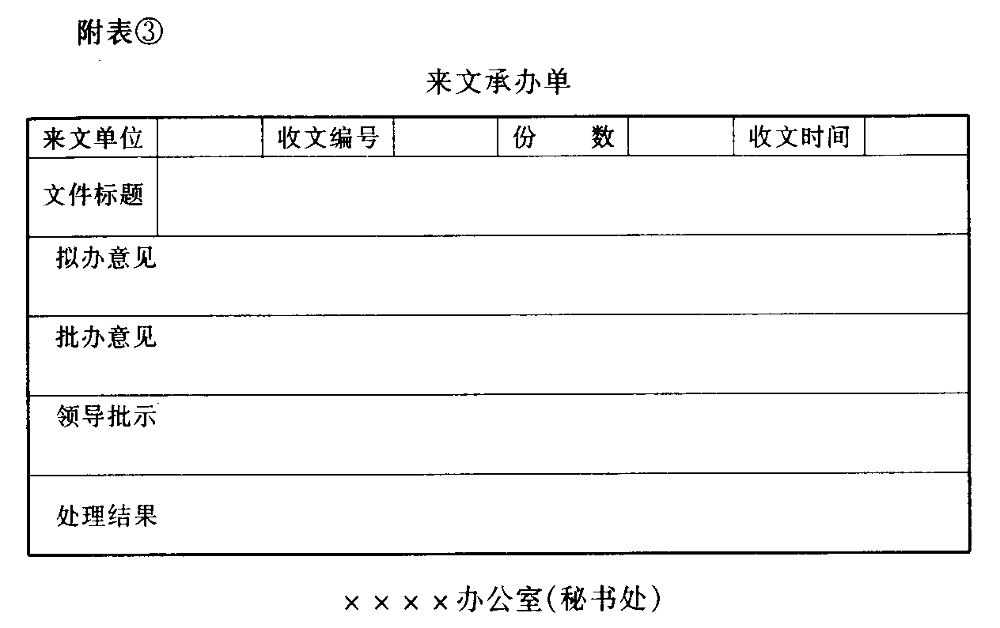 附表③
来文承办单
来文单位 收文编号 份 数 收文时间
文件标题
拟办意见
批办意见
领导批示
处理结果
××××办公室(秘书处)